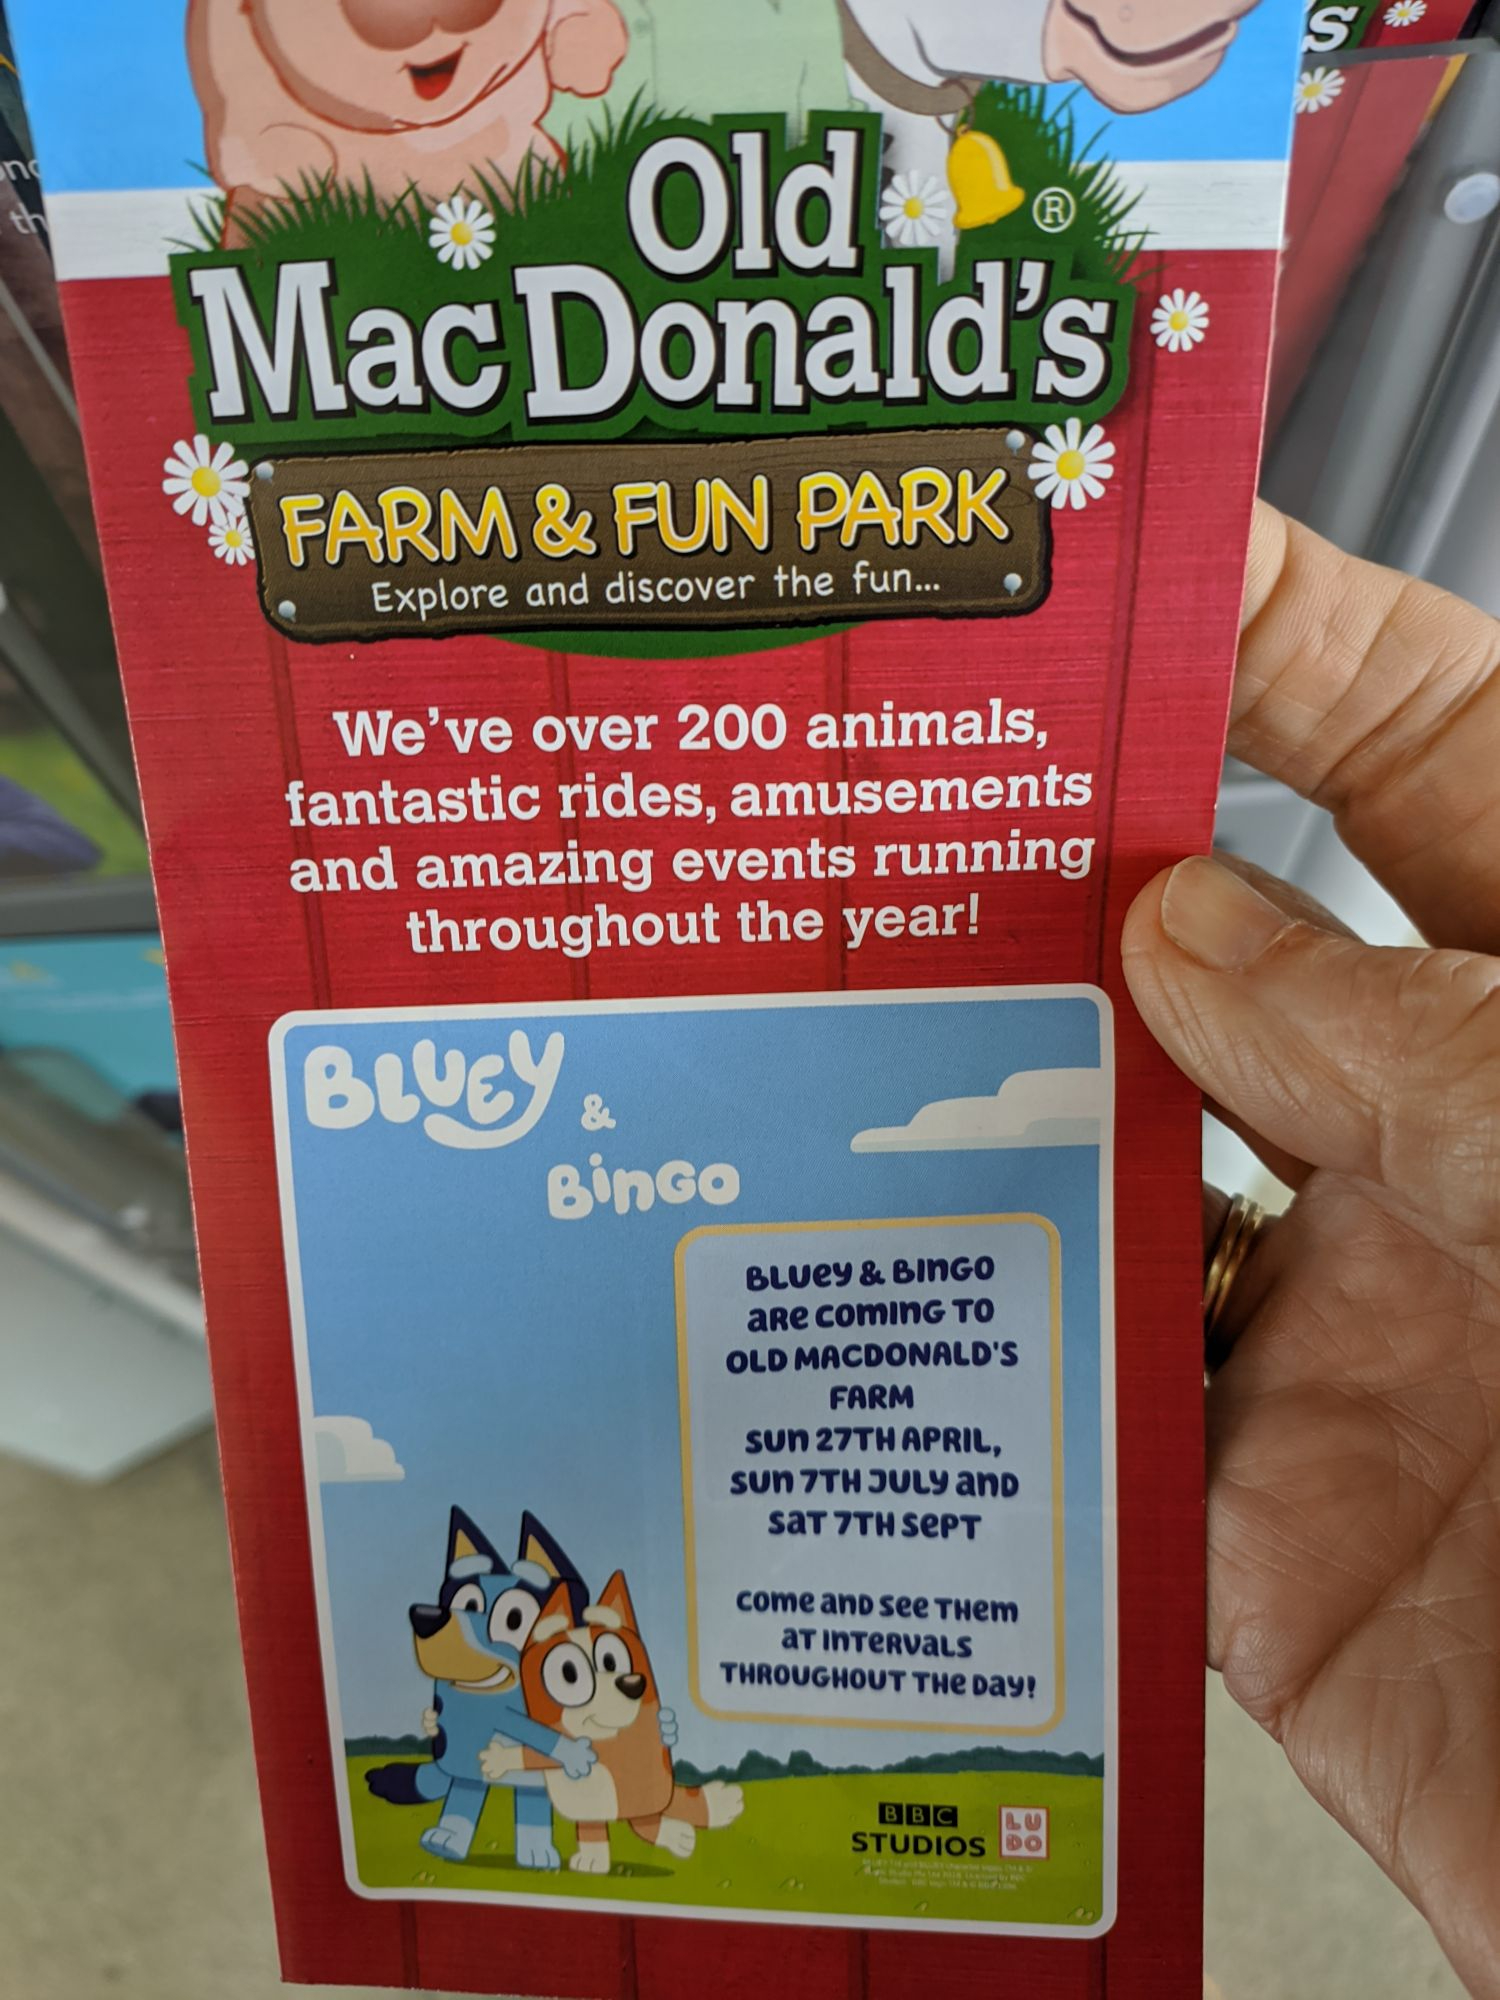 's
Old
MacDonald's
®
FARM & FUN PARK
Explore and discover the fun...
We've over 200 animals,
fantastic rides, amusements
and amazing events running
throughout the year!
BLUEY
&
BINGO
BLUEY & BINGO
ARE COMING TO
OLD MACDONALD'S
FARM
SUN 27TH APRIL,
SUN 7TH JULY AND
SAT 7TH SEPT
COME AND SEE THEM
AT INTERVALS
THROUGHOUT THE DAY!
BBC
STUDIOS
LU
DO